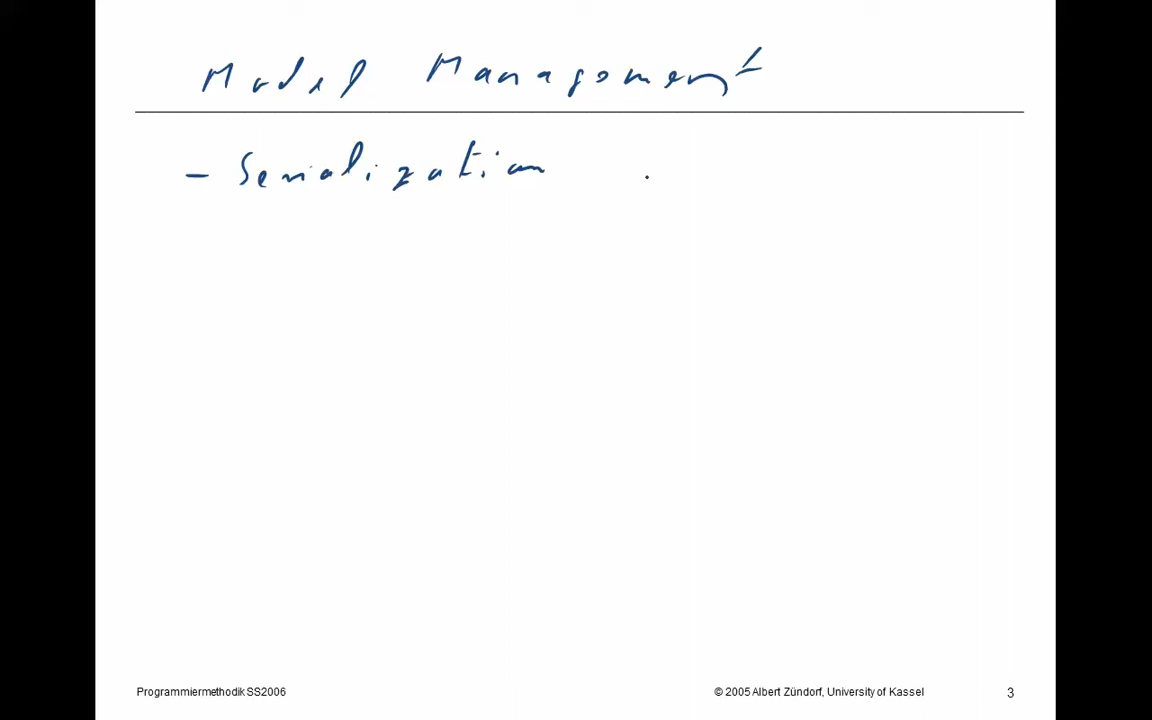 Model Management
- Serialization
Programmiermethodik SS2006
© 2005 Albert Zündorf, University of Kassel
3